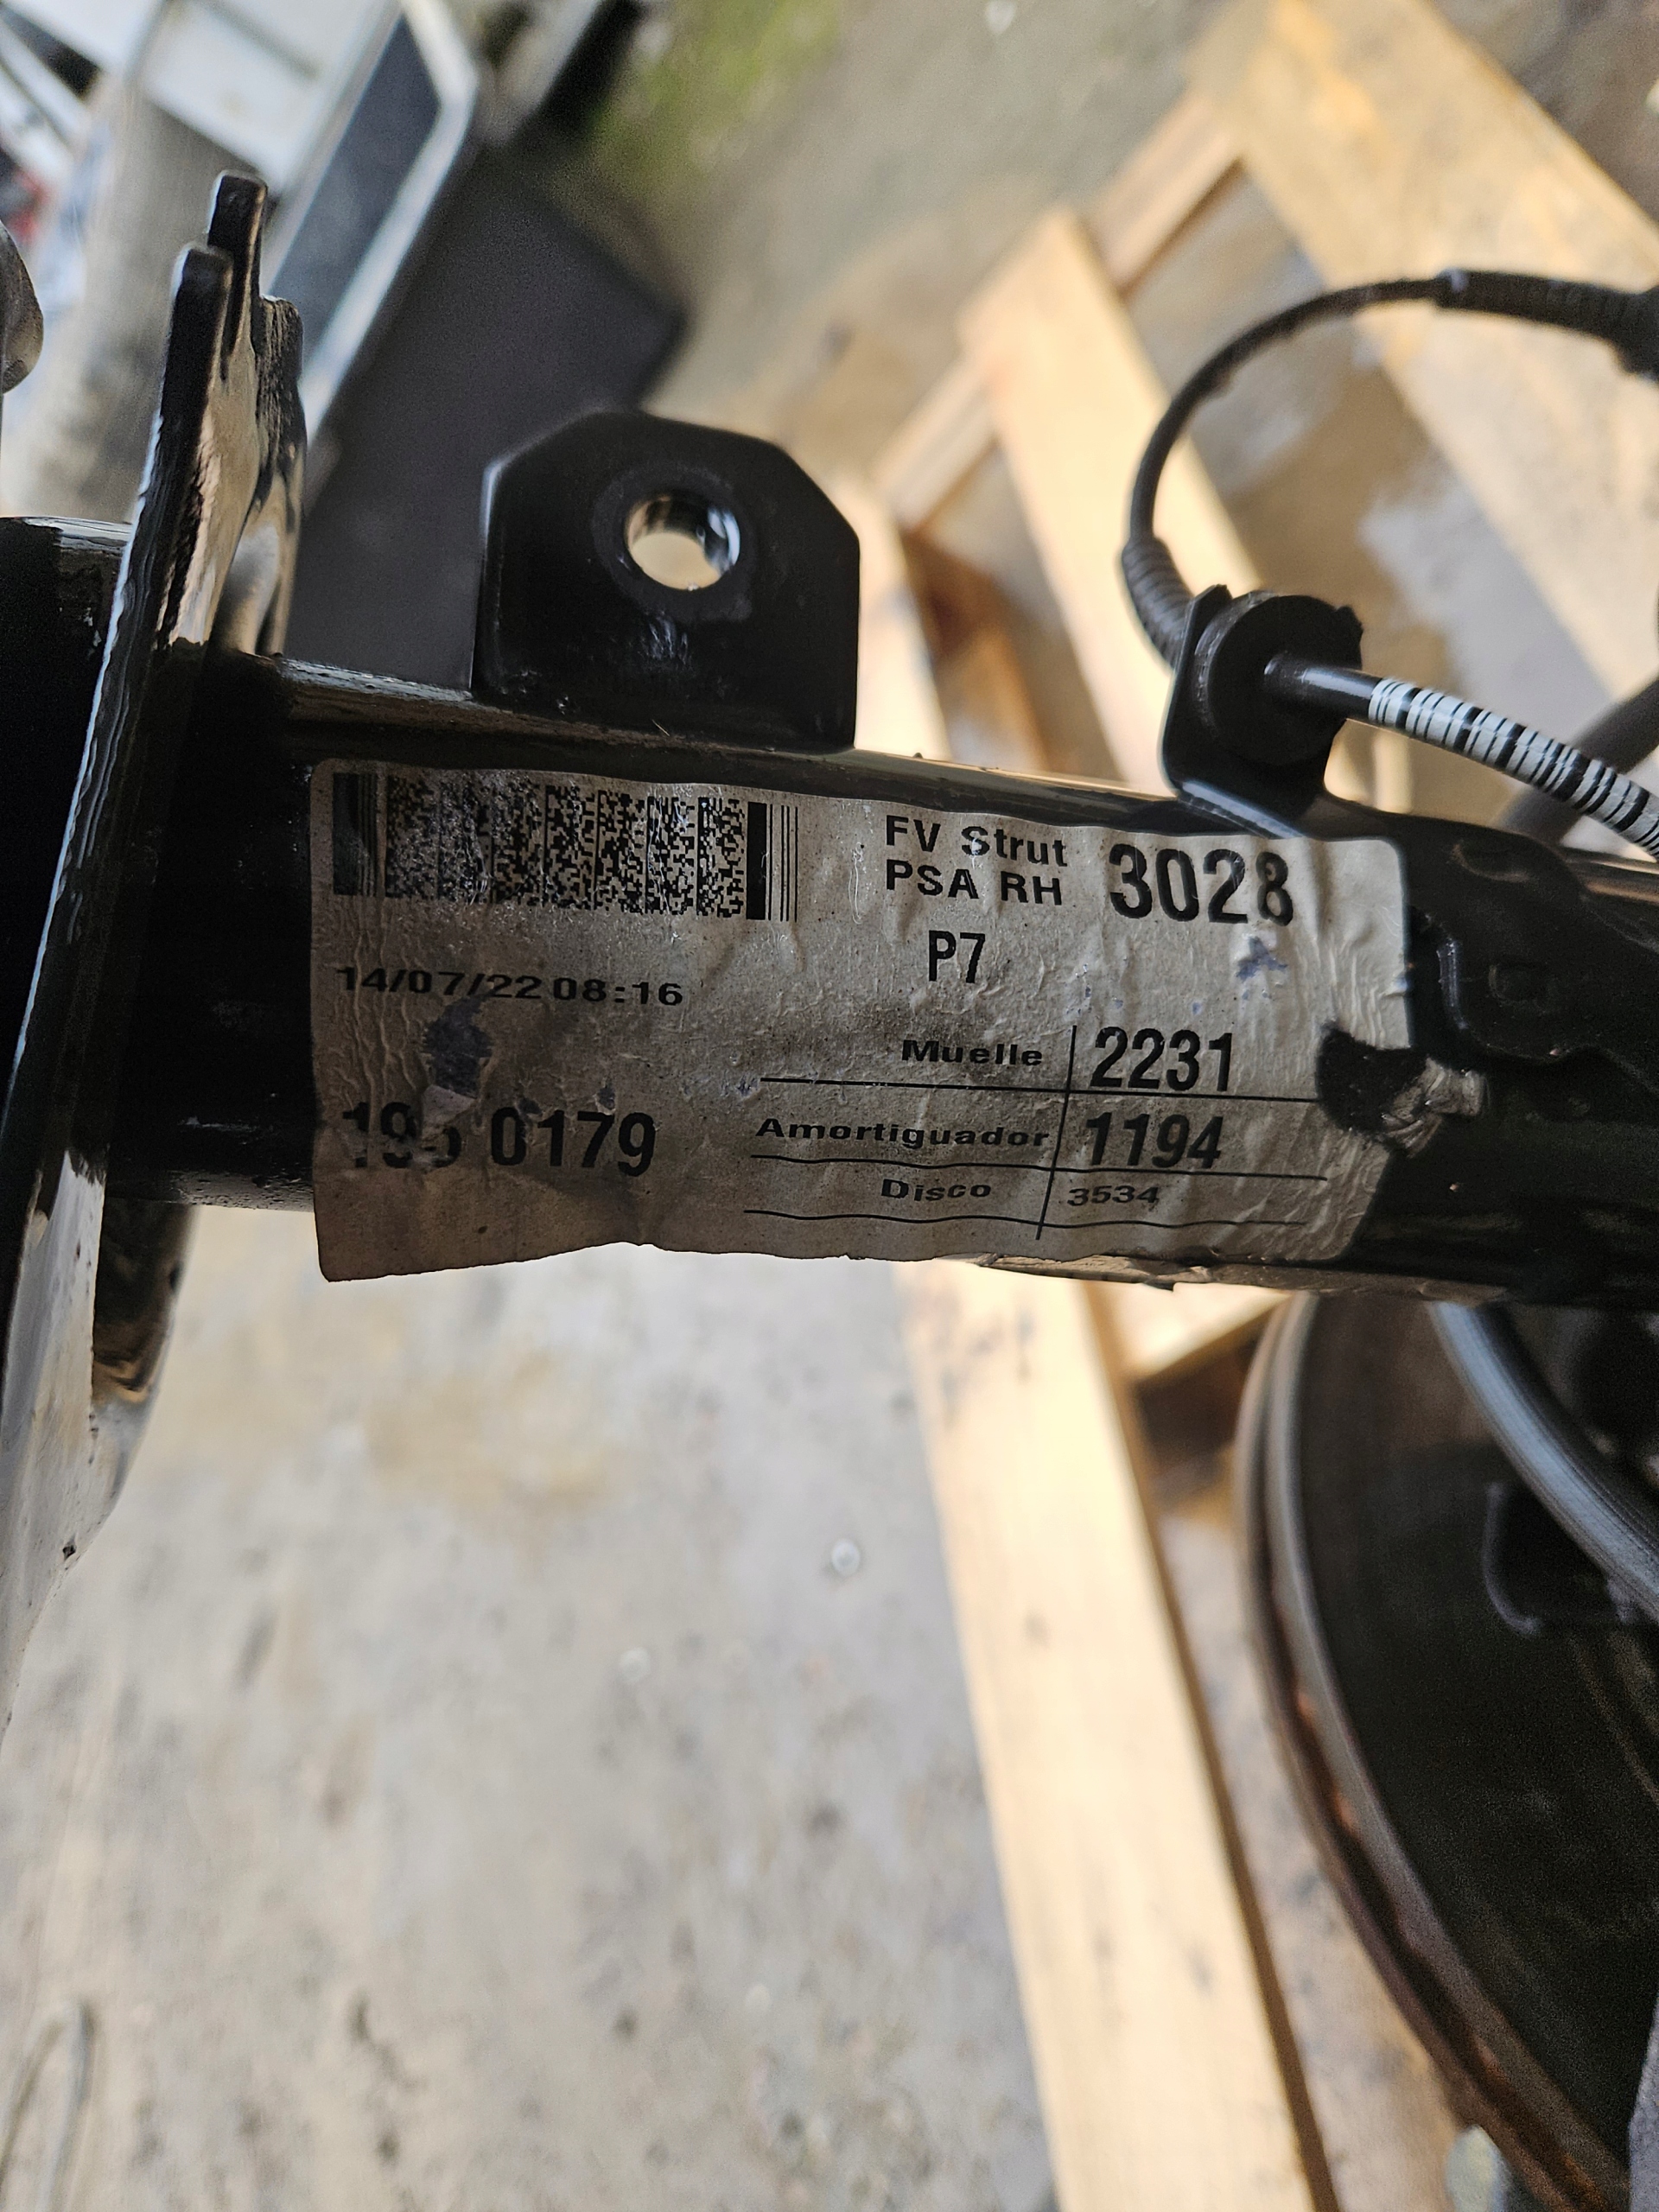 FV Strut
PSA RH
3028
P7
14/07/22 08:16
Muelle 2231
0179
Amortiguador 1194
Disco 3534